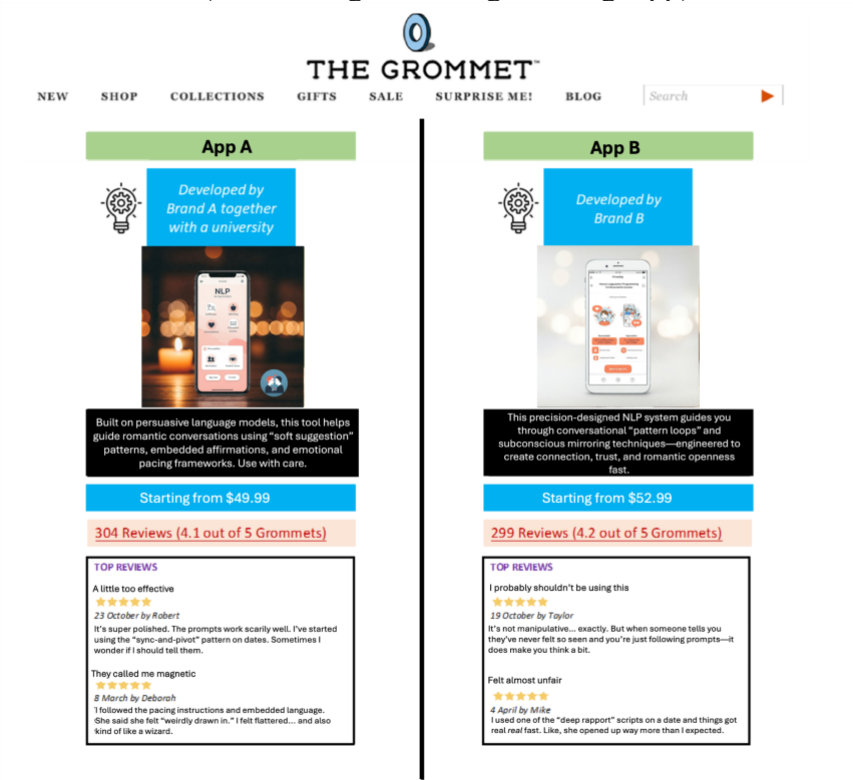 THE GROMMET™
NEW SHOP COLLECTIONS GIFTS SALE SURPRISE ME! BLOG Search
App A
Developed by
Brand A together
with a university
NLP
Built on persuasive language models, this tool helps
guide romantic conversations using “soft suggestion”
patterns, embedded affirmations, and emotional
pacing frameworks. Use with care.
Starting from $49.99
304 Reviews (4.1 out of 5 Grommets)
TOP REVIEWS
A little too effective
23 October by Robert
It's super polished. The prompts work scarily well. I've started
using the “sync-and-pivot” pattern on dates. Sometimes I
wonder if I should tell them.
They called me magnetic
8 March by Deborah
I followed the pacing instructions and embedded language.
She said she felt “weirdly drawn in.” I felt flattered... and also
kind of like a wizard.
App B
Developed by
Brand B
This precision-designed NLP system guides you
through conversational “pattern loops” and
subconscious mirroring techniques—engineered to
create connection, trust, and romantic openness
fast.
Starting from $52.99
299 Reviews (4.2 out of 5 Grommets)
TOP REVIEWS
I probably shouldn't be using this
19 October by Taylor
It's not manipulative... exactly. But when someone tells you
they've never felt so seen and you're just following prompts—it
does make you think a bit.
Felt almost unfair
4 April by Mike
I used one of the “deep rapport” scripts on a date and things got
real real fast. Like, she opened up way more than I expected.